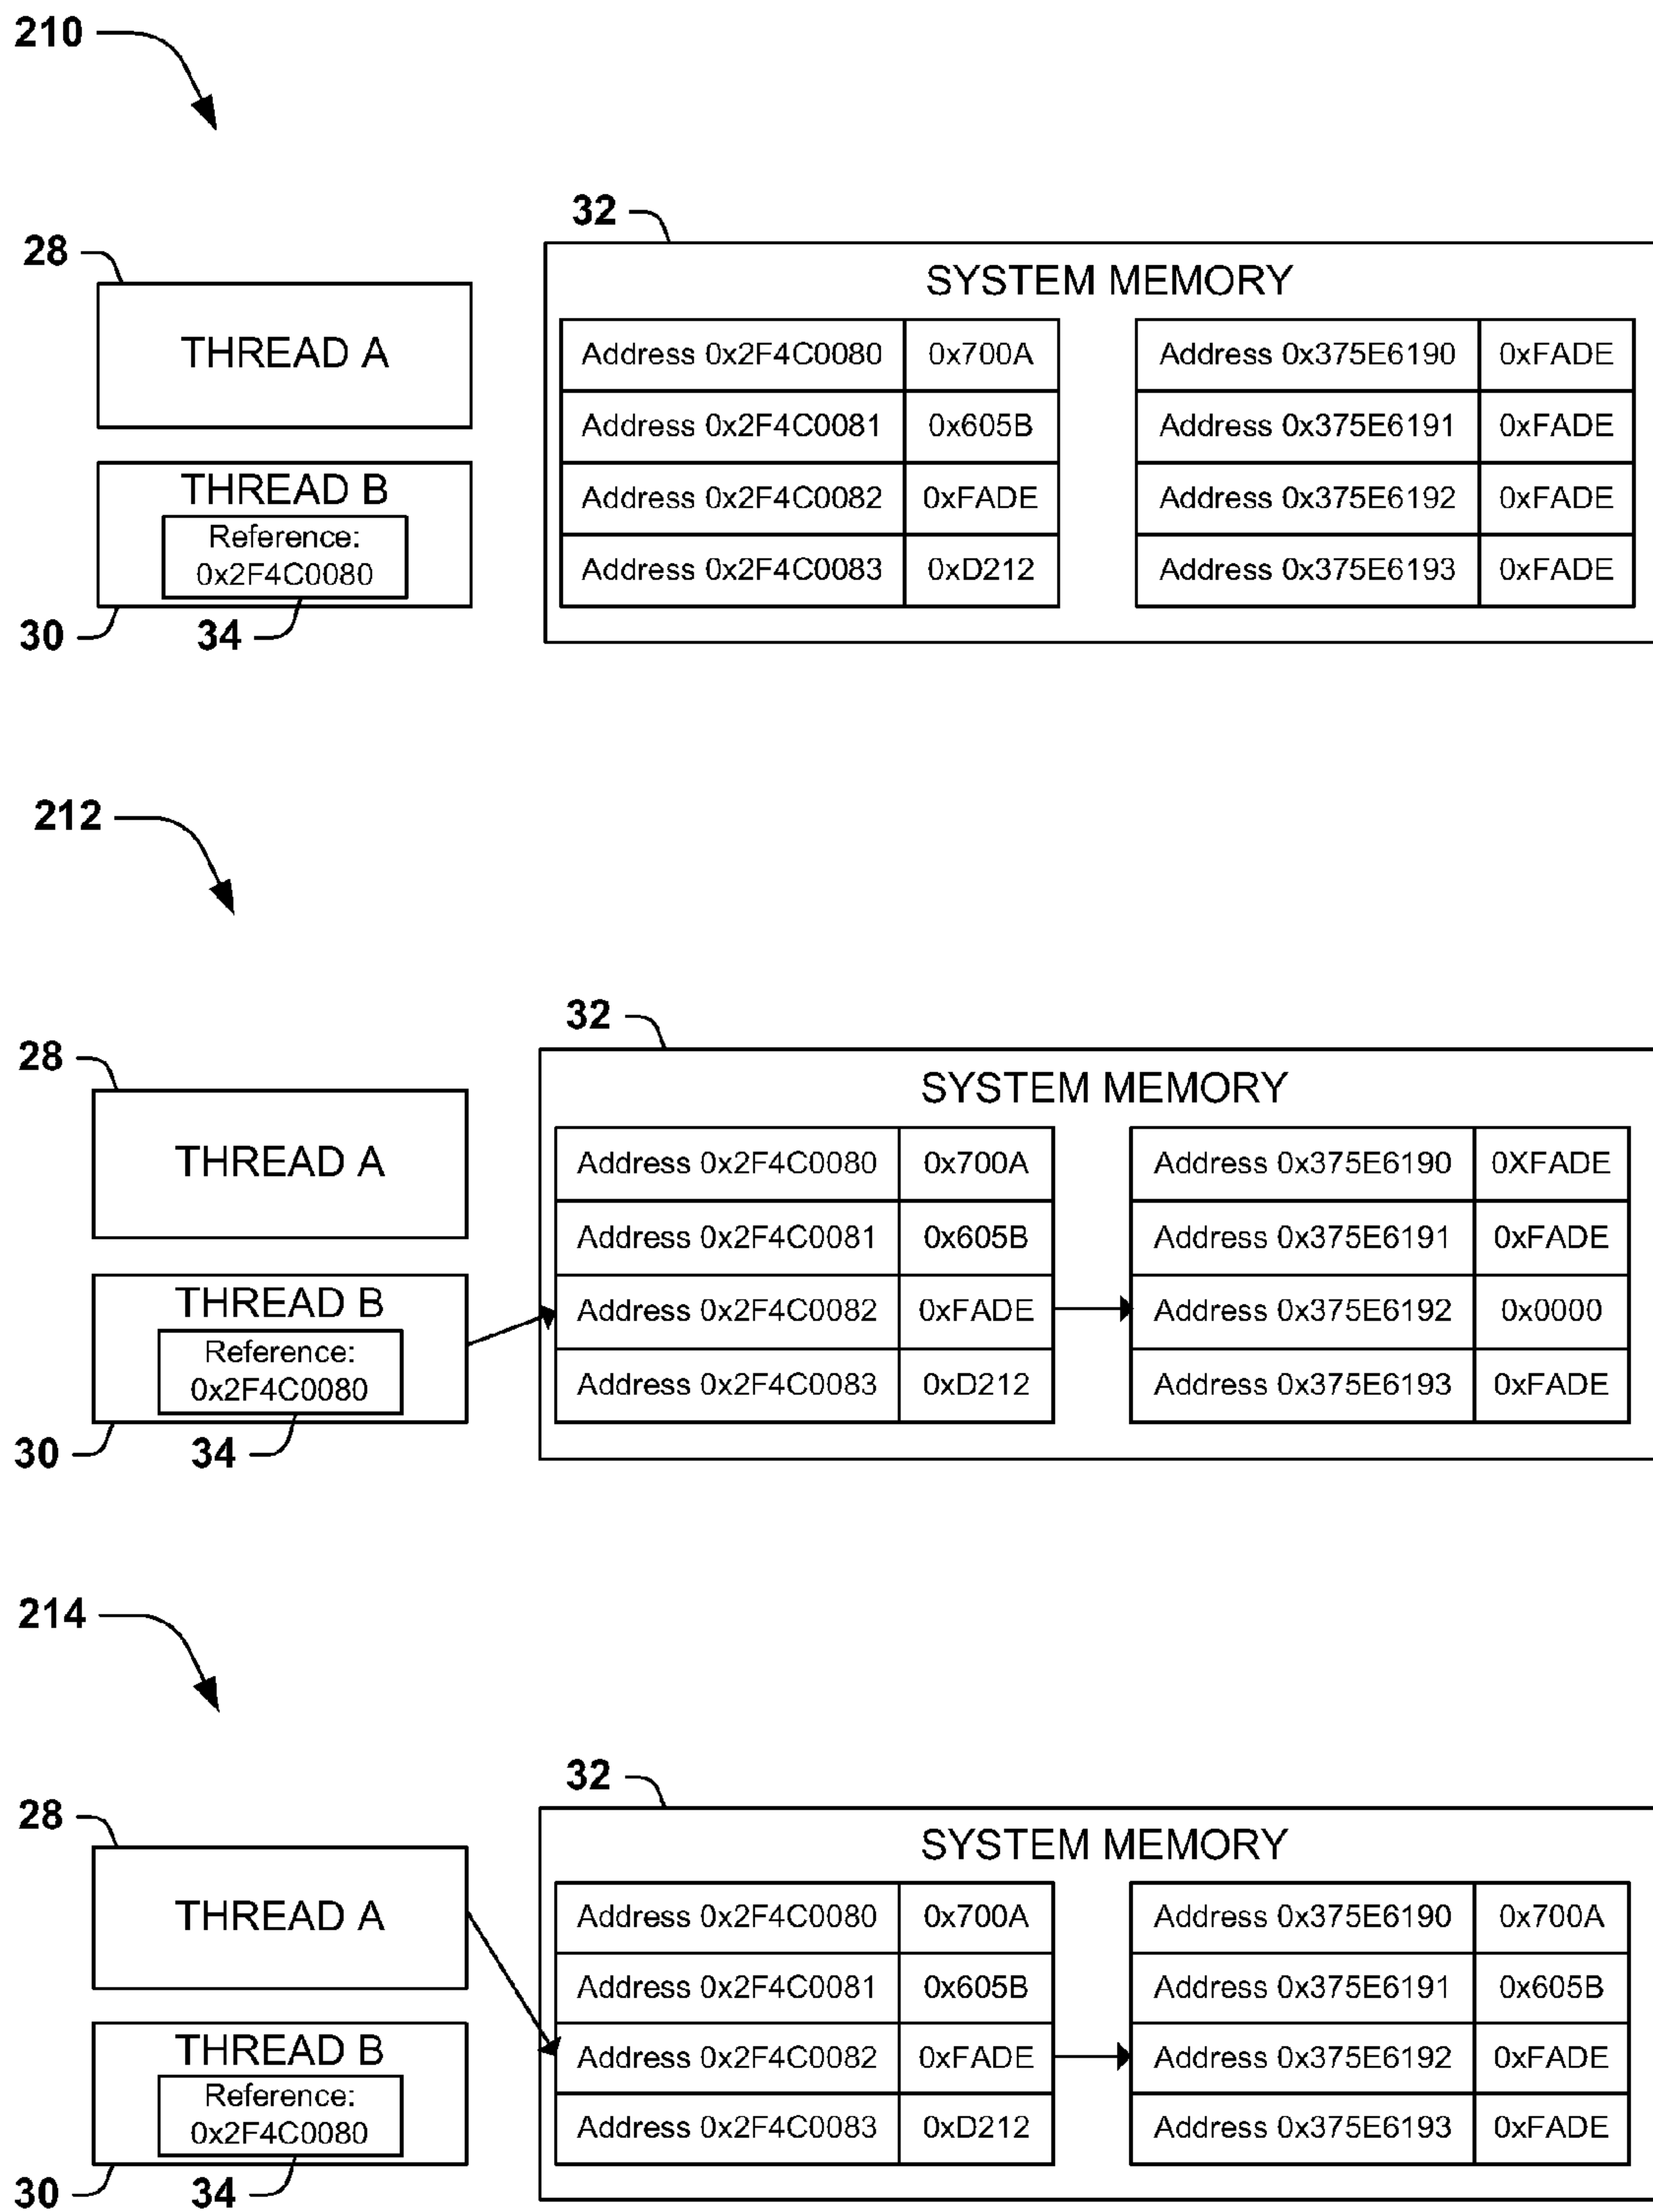 210
32
28
SYSTEM MEMORY
THREAD A
Address 0x2F4C0080 0x700A Address 0x375E6190 0xFADE
Address 0x2F4C0081 0x605B Address 0x375E6191 0xFADE
THREAD B
Address 0x2F4C0082 0xFADE Address 0x375E6192 0xFADE
Reference:
0x2F4C0080
Address 0x2F4C0083 0xD212 Address 0x375E6193 0xFADE
30 34
212
32
28
SYSTEM MEMORY
THREAD A
Address 0x2F4C0080 0x700A Address 0x375E6190 0XFADE
Address 0x2F4C0081 0x605B Address 0x375E6191 0xFADE
THREAD B
Address 0x2F4C0082 0xFADE Address 0x375E6192 0x0000
Reference:
0x2F4C0080
Address 0x2F4C0083 0xD212 Address 0x375E6193 0xFADE
30 34
214
32
28
SYSTEM MEMORY
THREAD A
Address 0x2F4C0080 0x700A Address 0x375E6190 0x700A
Address 0x2F4C0081 0x605B Address 0x375E6191 0x605B
THREAD B
Address 0x2F4C0082 0xFADE Address 0x375E6192 0xFADE
Reference:
0x2F4C0080
Address 0x2F4C0083 0xD212 Address 0x375E6193 0xFADE
30 34